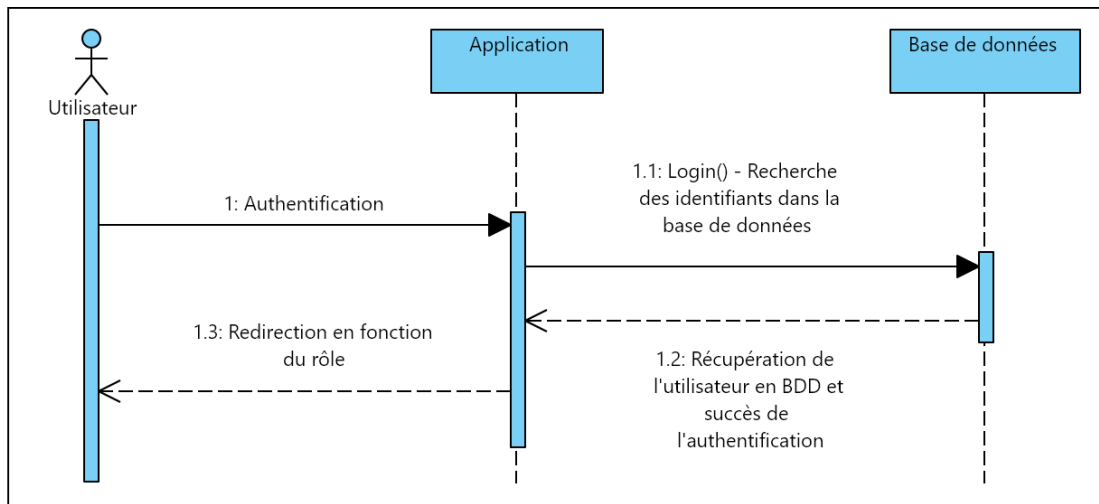 Application
Base de données
Utilisateur
1.1: Login() - Recherche
des identifiants dans la
base de données
1: Authentification
1.3: Redirection en fonction
du rôle
1.2: Récupération de
l'utilisateur en BDD et
succès de
l'authentification